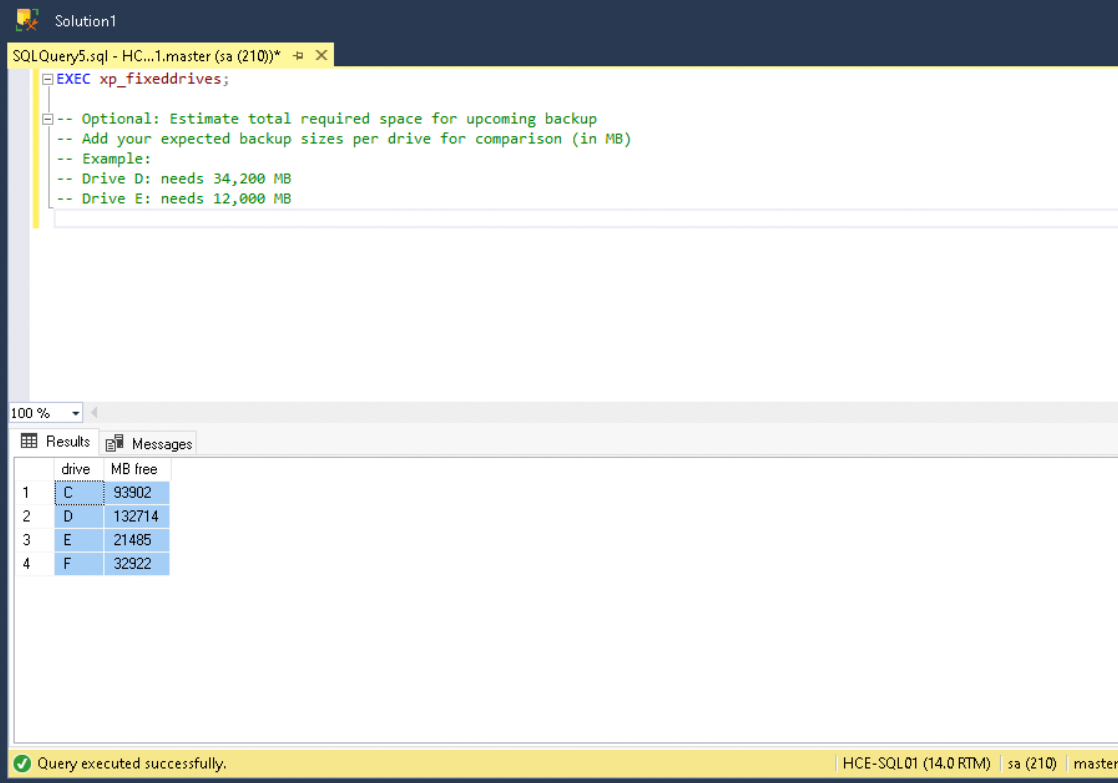 Solution1
SQLQuery5.sql - HC...1.master (sa (210))*
EXEC xp_fixeddrives;
-- Optional: Estimate total required space for upcoming backup
-- Add your expected backup sizes per drive for comparison (in MB)
-- Example:
-- Drive D: needs 34,200 MB
-- Drive E: needs 12,000 MB
100 %
Results Messages
drive MB free
1 C 93902
2 D 132714
3 E 21485
4 F 32922
Query executed successfully. HCE-SQL01 (14.0 RTM) sa (210) master